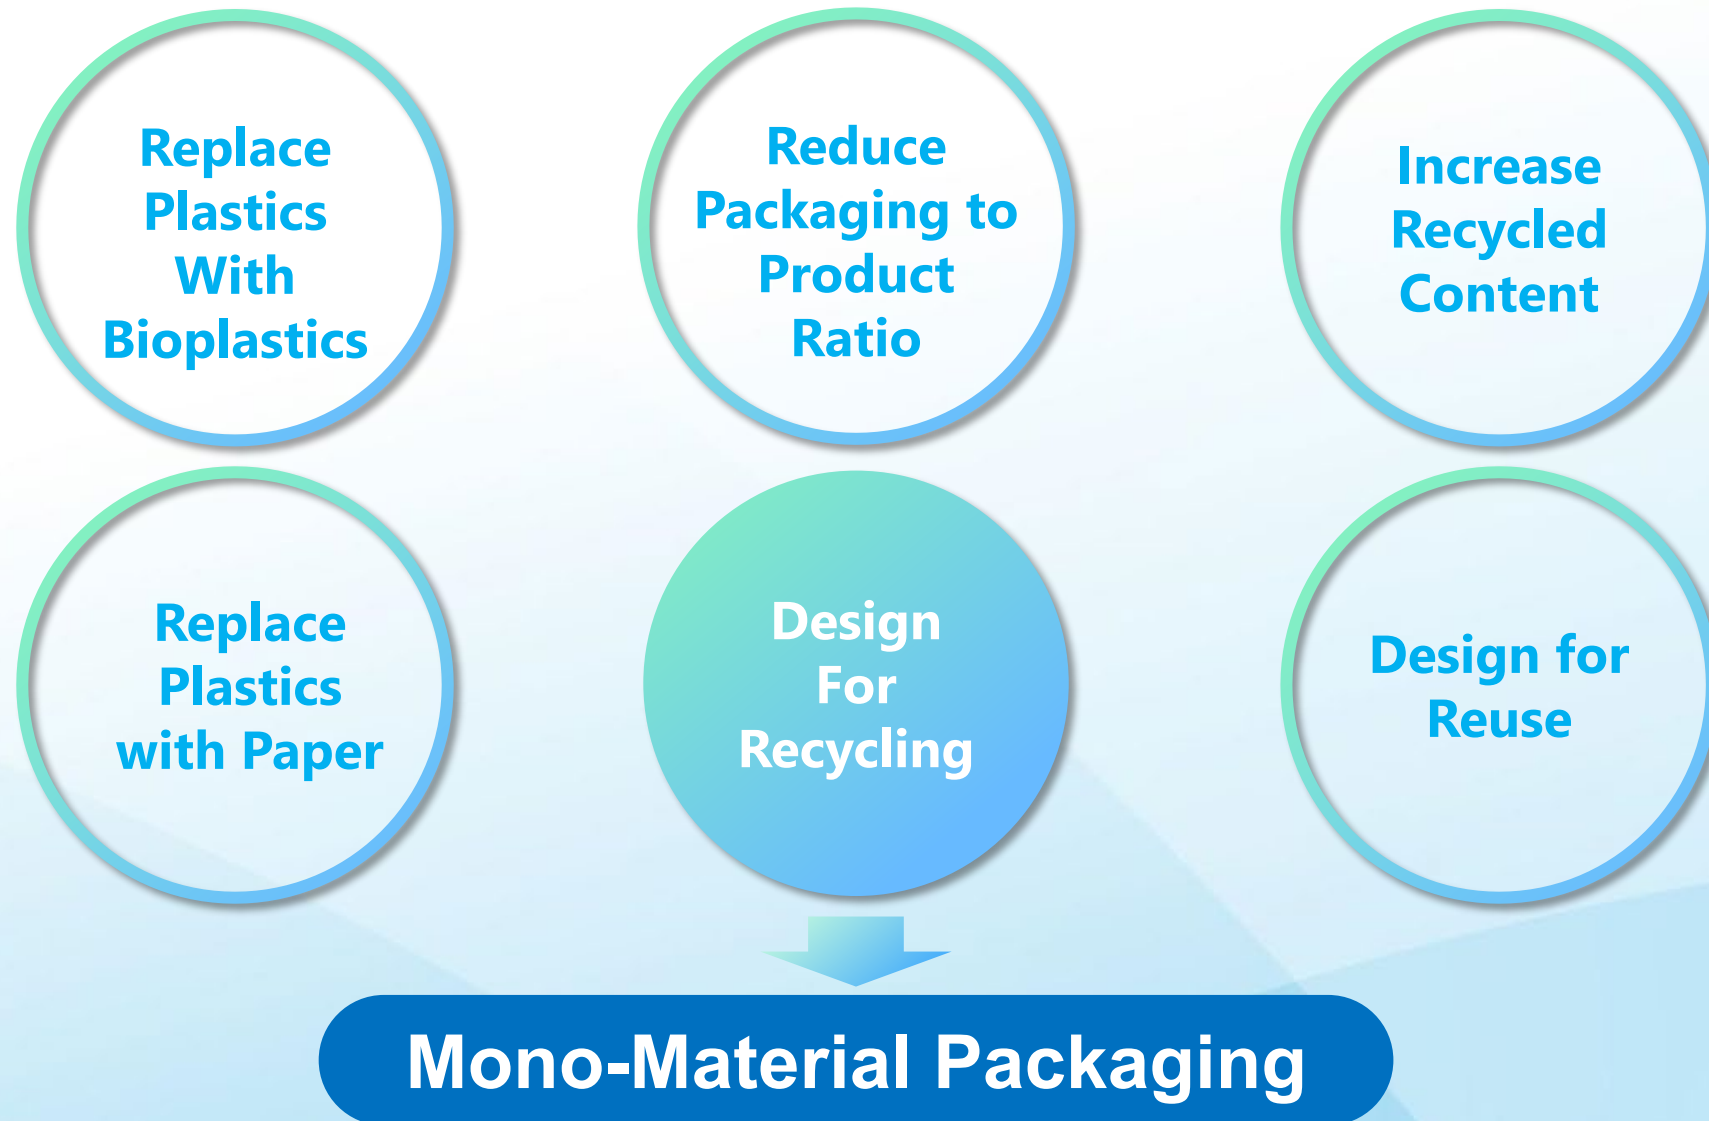 Replace
Plastics
With
Bioplastics
Reduce
Packaging to
Product
Ratio
Increase
Recycled
Content
Replace
Plastics
with Paper
Design
For
Recycling
Design for
Reuse
Mono-Material Packaging